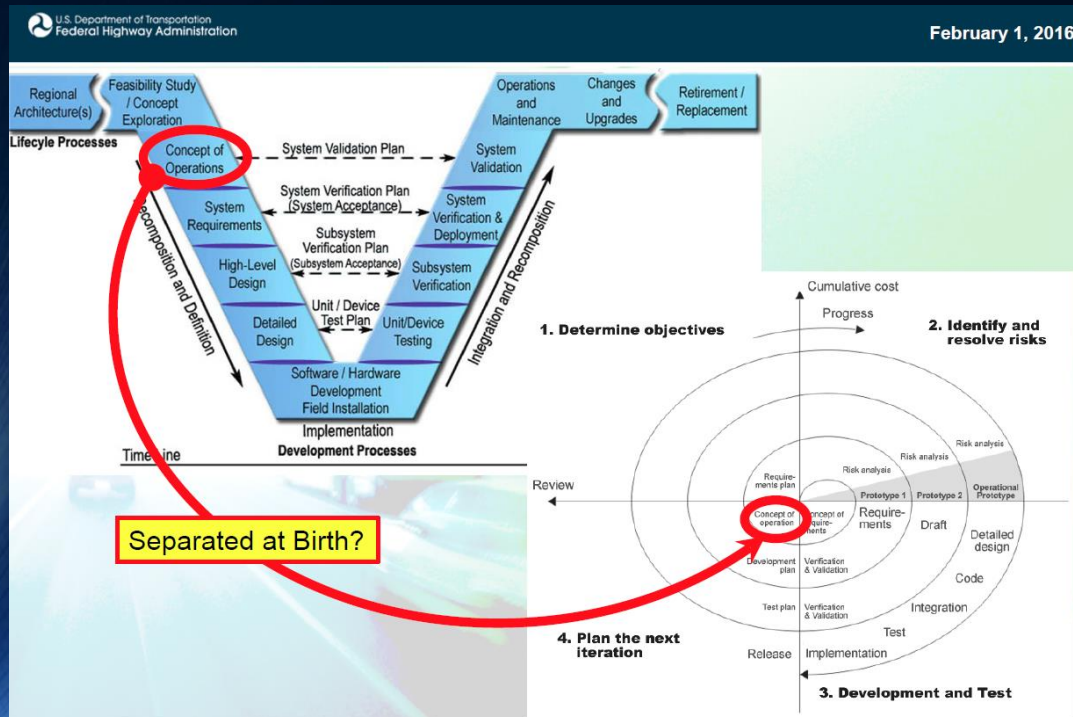 U.S. Department of Transportation
Federal Highway Administration
February 1, 2016
Regional
Architecture(s)
Feasibility Study
/ Concept
Exploration
Operations
and
Maintenance
Changes
and
Upgrades
Retirement /
Replacement
Lifecyle Processes
Concept of
Operations
System Validation Plan
System
Validation
System
Requirements
System Verification Plan
(System Acceptance)
System
Verification &
Deployment
High-Level
Design
Subsystem
Verification Plan
(Subsystem Acceptance)
Subsystem
Verification
Detailed
Design
Unit / Device
Test Plan
Unit/Device
Testing
Decomposition and Definition
Integration and Recomposition
Software / Hardware
Development
Field Installation
Implementation
Development Processes
Separated at Birth?
Cumulative cost
Progress
1. Determine objectives
2. Identify and
resolve risks
Review
Require-
ments plan
Risk analysis
Risk analysis
Risk analysis
Concept of
operation
Concept of
require-
ments
Prototype 1
Prototype 2
Operational
Prototype
Require-
ments
Draft
Detailed
design
Development
plan
Verification
& Validation
Code
Test plan
Verification
& Validation
Integration
Test
4. Plan the next
iteration
Release
Implementation
3. Development and Test